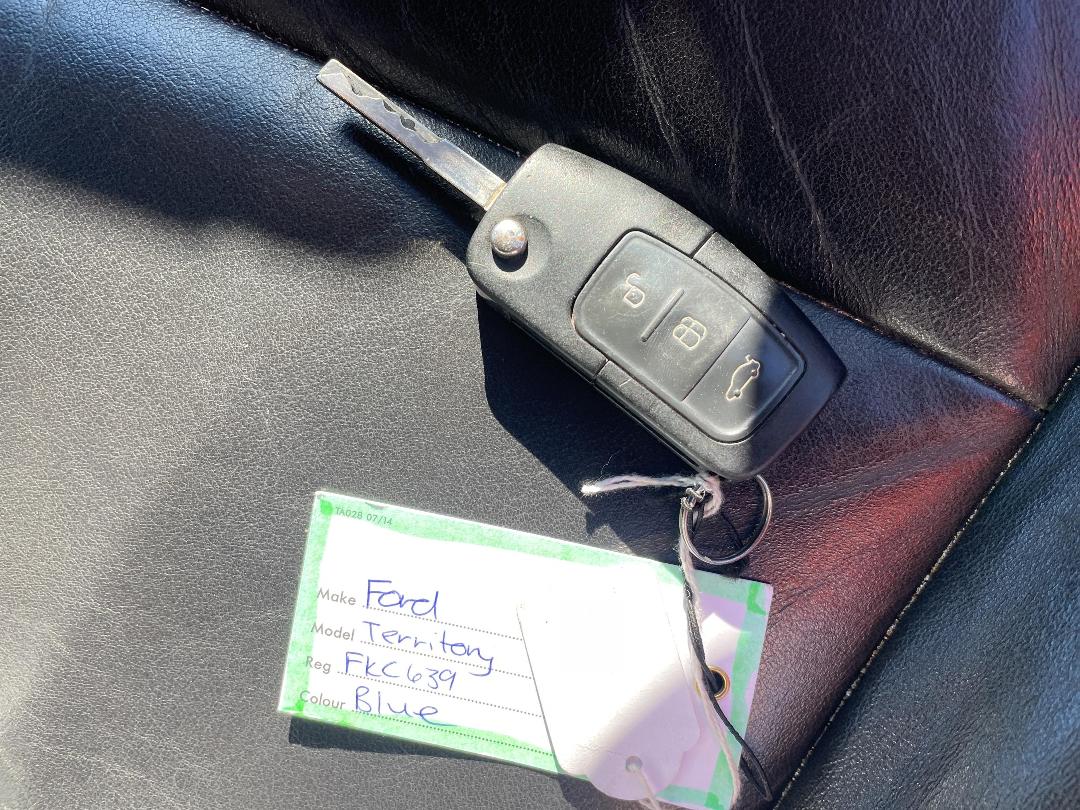 TA028 07/14
Make Ford
Model Territory
Reg FKC639
Colour Blue